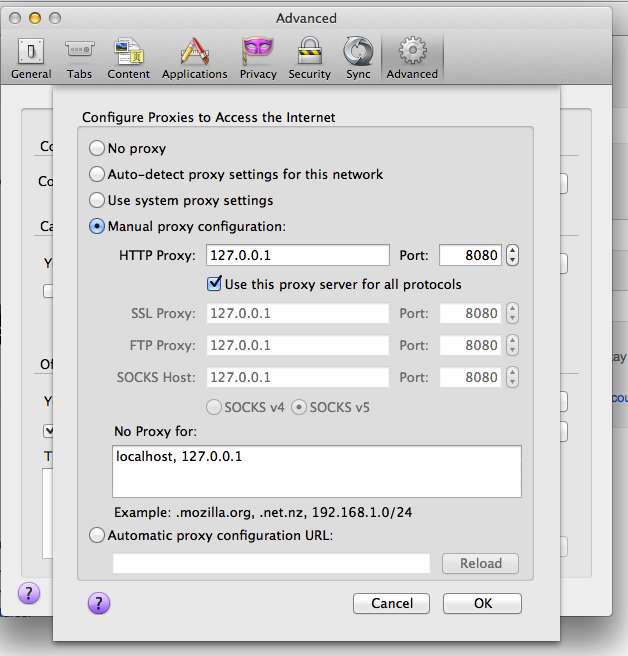 Advanced
General Tabs Content Applications Privacy Security Sync Advanced
Configure Proxies to Access the Internet
No proxy
Auto-detect proxy settings for this network
Use system proxy settings
Manual proxy configuration:
HTTP Proxy: 127.0.0.1 Port: 8080
Use this proxy server for all protocols
SSL Proxy: 127.0.0.1 Port: 8080
FTP Proxy: 127.0.0.1 Port: 8080
SOCKS Host: 127.0.0.1 Port: 8080
SOCKS v4 SOCKS v5
No Proxy for:
localhost, 127.0.0.1
Example: .mozilla.org, .net.nz, 192.168.1.0/24
Automatic proxy configuration URL:
Reload
? ? Cancel OK